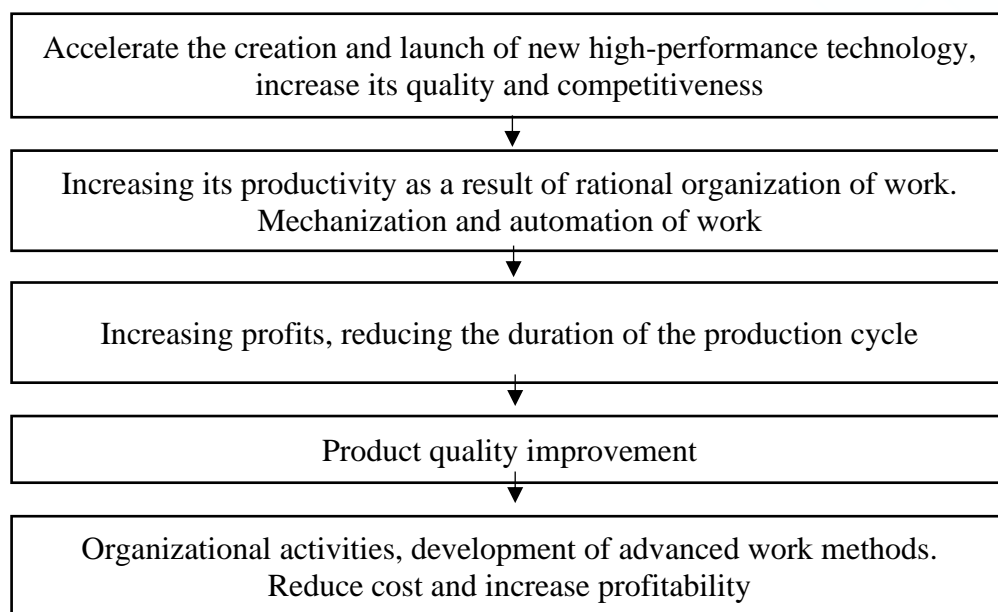 Accelerate the creation and launch of new high-performance technology,
increase its quality and competitiveness
Increasing its productivity as a result of rational organization of work.
Mechanization and automation of work
Increasing profits, reducing the duration of the production cycle
Product quality improvement
Organizational activities, development of advanced work methods.
Reduce cost and increase profitability